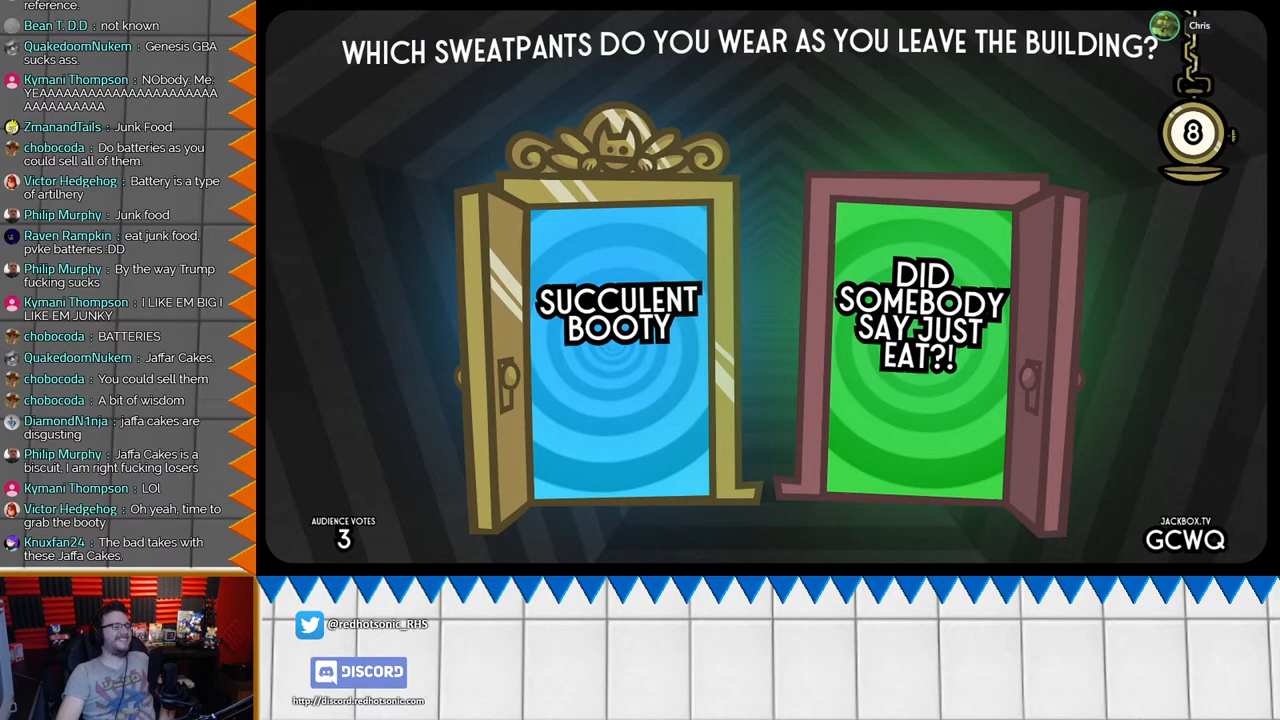 reference.
Bean T. D.D : not known
QuakedoomNukem : Genesis GBA
sucks ass.
Kymani Thompson : NObody: Me:
YEAAAAAAAAAAAAAAAAAAAAA
AAAAAAAAAA
ZmanandTails : Junk Food.
chobocoda : Do batteries as you
could sell all of them.
Victor Hedgehog : Battery is a type
of artilhery
Philip Murphy : Junk food
Raven Rampkin : eat junk food,
pvke batteries :DD
Philip Murphy : By the way Trump
fucking sucks
Kymani Thompson : I LIKE EM BIG I
LIKE EM JUNKY
chobocoda : BATTERIES
QuakedoomNukem : Jaffar Cakes.
chobocoda : You could sell them
chobocoda : A bit of wisdom
DiamondN1nja : jaffa cakes are
disgusting
Philip Murphy : Jaffa Cakes is a
biscuit, I am right fucking losers
Kymani Thompson : LOL
Victor Hedgehog : Oh yeah, time to
grab the booty
Knuxfan24 : The bad takes with
these Jaffa Cakes.
WHICH SWEATPANTS DO YOU WEAR AS YOU LEAVE THE BUILDING?
Chris
8
SUCCULENT
BOOTY
DID
SOMEBODY
SAY JUST
EAT?!
AUDIENCE VOTES
3
JACKBOX.TV
GCWQ
@redhotsonic_RHS
DISCORD
http://discord.redhotsonic.com